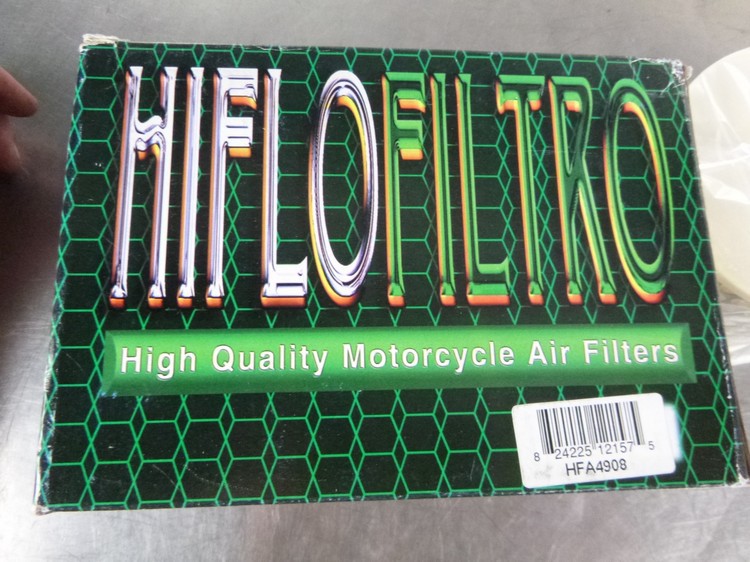 HIFLOFILTRO
High Quality Motorcycle Air Filters
8 24225 12157 5
HFA4908